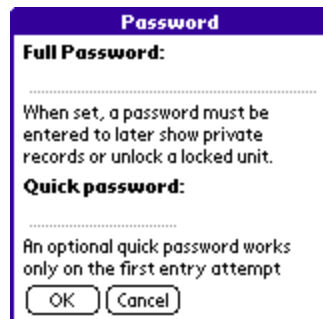 Password
Full Password:
When set, a password must be
entered to later show private
records or unlock a locked unit.
Quick password:
An optional quick password works
only on the first entry attempt
OK Cancel